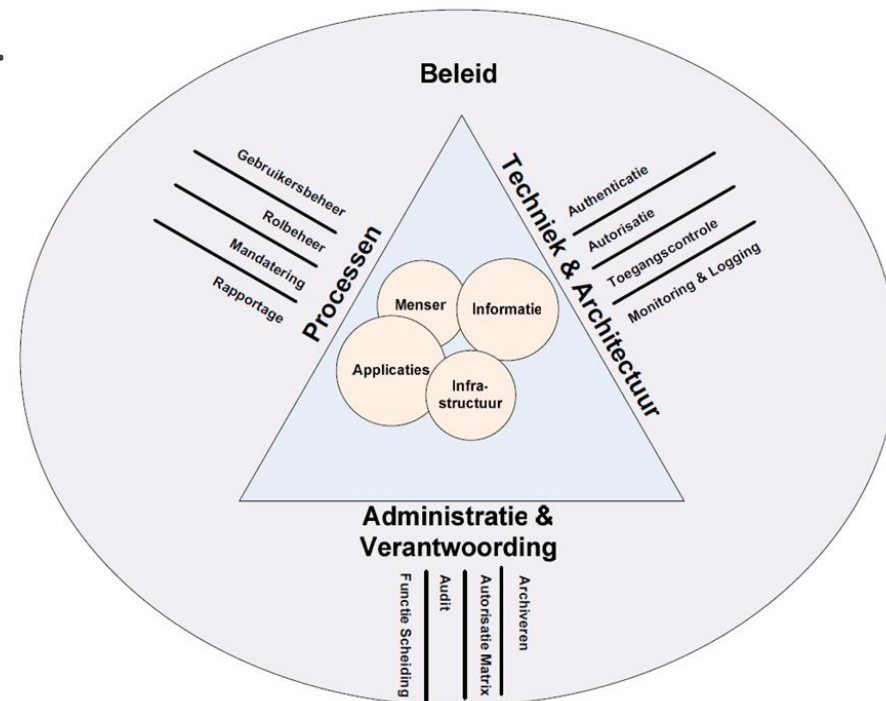 Beleid
Gebruikersbeheer
Rolbeheer
Mandatering
Rapportage
Processen
Techniek & Architectuur
Authenticatie
Autorisatie
Toegangscontrole
Monitoring & Logging
Menser
Informatie
Applicaties
Infra-
structuur
Administratie &
Verantwoording
Functie Scheiding
Audit
Autorisatie Matrix
Archiveren